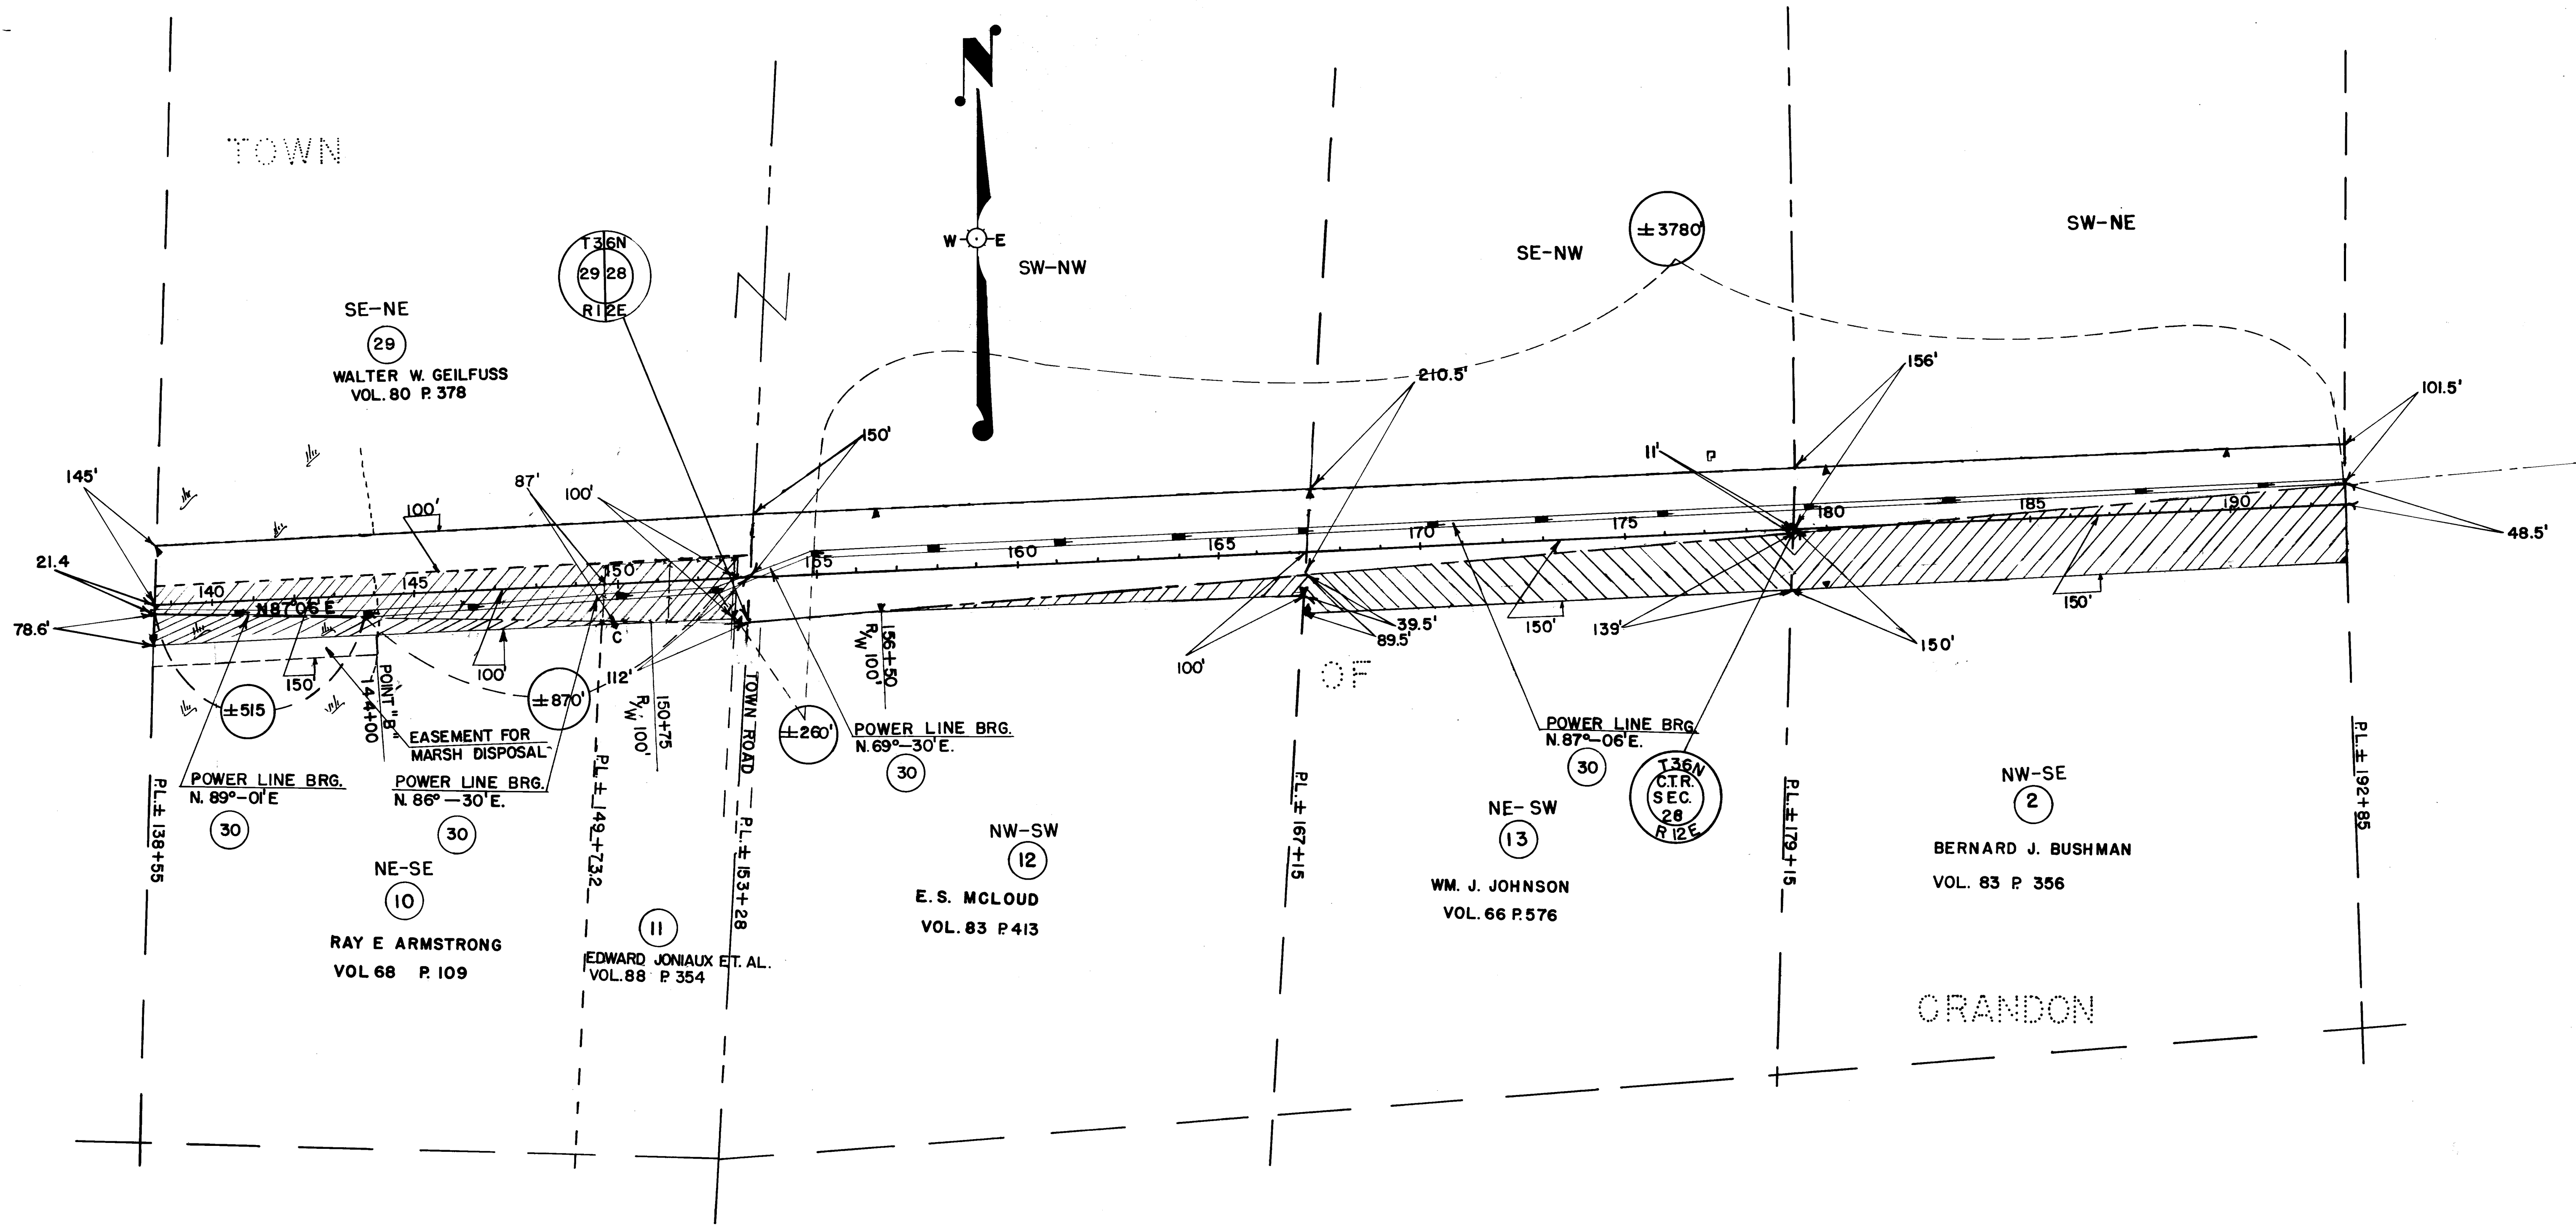 N
W E
TOWN
T36N
29 28
R12E
SE-NE
29
WALTER W. GEILFUSS
VOL. 80 P. 378
SW-NW
SE-NW
±3780'
SW-NE
145'
21.4
78.6'
100'
87'
100'
150'
210.5'
11'
156'
101.5'
48.5'
140
145
150
155
160
165
170
175
180
185
190
N87°06'E
150'
100'
C
112'
100'
39.5'
89.5'
150'
139'
150'
150'
±515
±870'
±260'
POINT "B"
144+00
150+75
R/W 100'
156+50
R/W 100'
TOWN ROAD
OF
EASEMENT FOR
MARSH DISPOSAL
POWER LINE BRG.
N. 89°-01'E
30
POWER LINE BRG.
N. 86°-30'E.
30
POWER LINE BRG.
N. 69°-30'E.
30
POWER LINE BRG.
N. 87°-06'E.
30
T36N
C.T.R.
SEC.
28
R12E
P.L. ± 138+55
P.L. ± 149+73.2
P.L. ± 153+28
P.L. ± 167+15
P.L. ± 179+15
P.L. ± 192+85
NE-SE
10
RAY E ARMSTRONG
VOL 68 P. 109
11
EDWARD JONIAUX ET. AL.
VOL. 88 P. 354
NW-SW
12
E.S. MCLOUD
VOL. 83 P. 413
NE-SW
13
WM. J. JOHNSON
VOL. 66 P. 576
NW-SE
2
BERNARD J. BUSHMAN
VOL. 83 P. 356
CRANDON